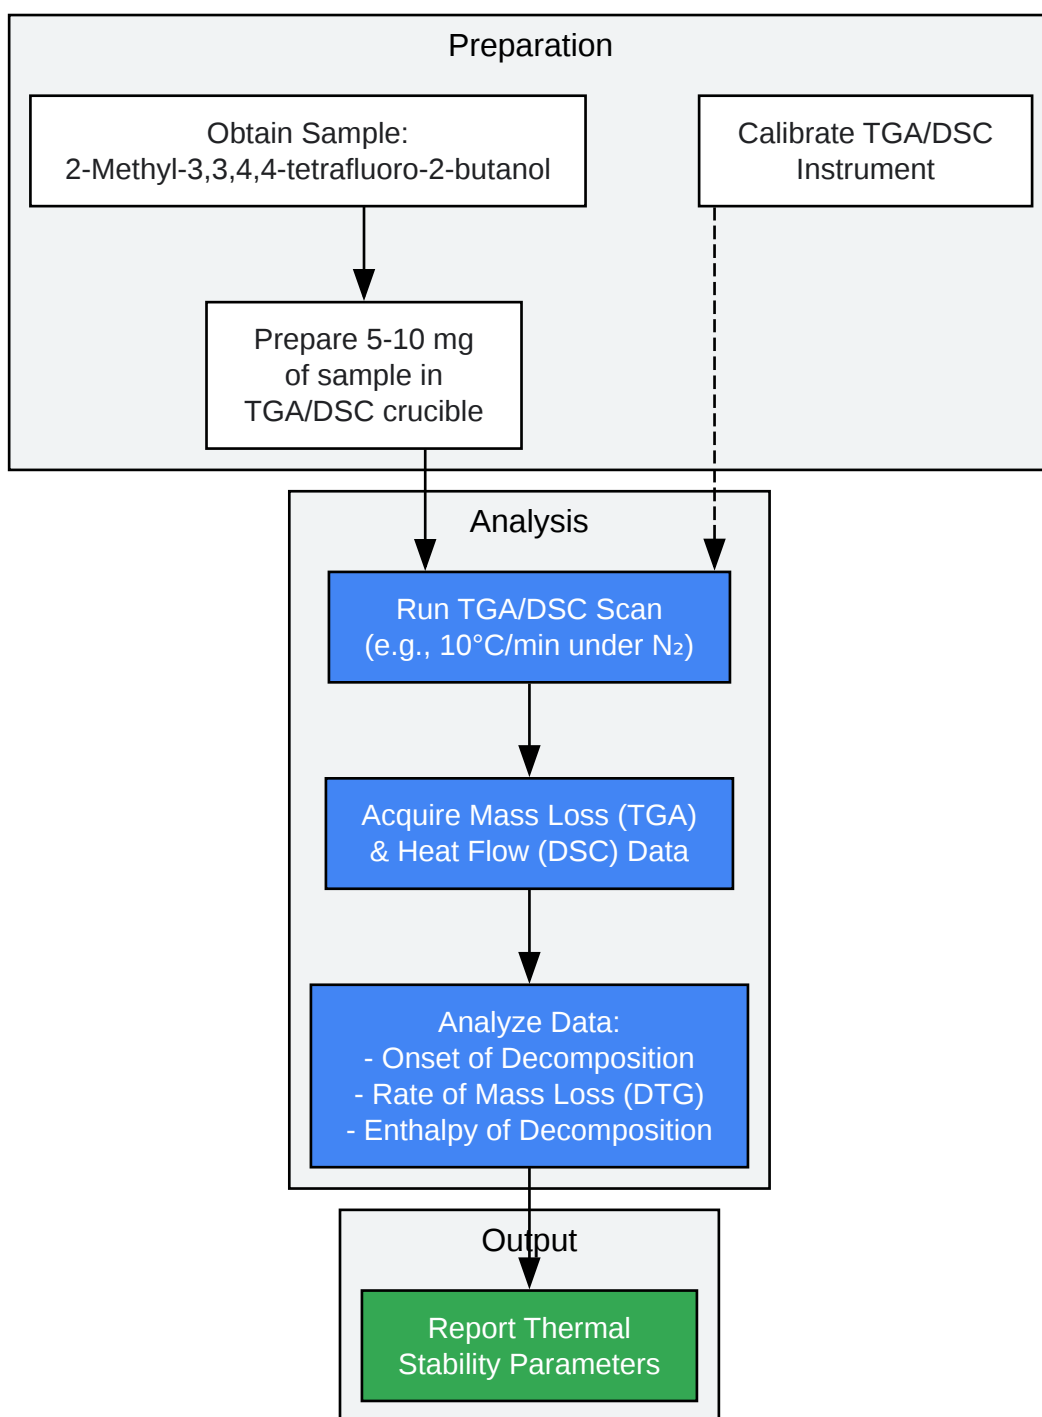 Preparation
Obtain Sample:
2-Methyl-3,3,4,4-tetrafluoro-2-butanol
Calibrate TGA/DSC
Instrument
Prepare 5-10 mg
of sample in
TGA/DSC crucible
Analysis
Run TGA/DSC Scan
(e.g., 10°C/min under N₂)
Acquire Mass Loss (TGA)
& Heat Flow (DSC) Data
Analyze Data:
- Onset of Decomposition
- Rate of Mass Loss (DTG)
- Enthalpy of Decomposition
Output
Report Thermal
Stability Parameters